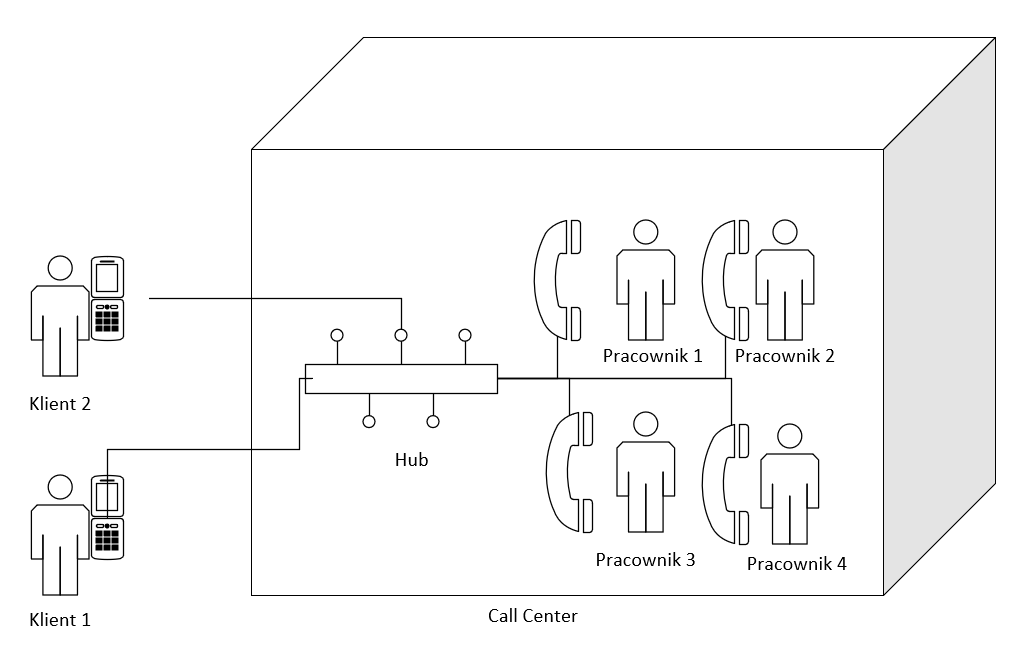 Pracownik 1
Pracownik 2
Klient 2
Hub
Pracownik 3
Pracownik 4
Klient 1
Call Center